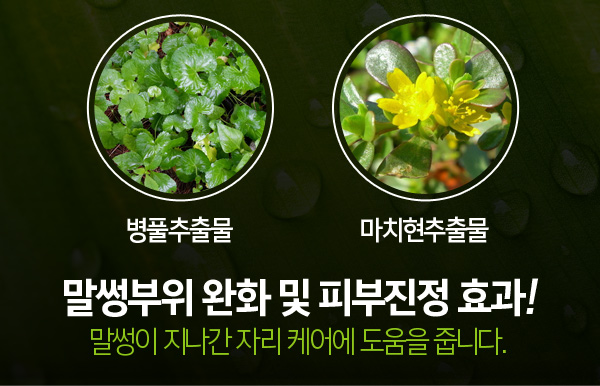 병풀추출물
마치현추출물
말썽부위 완화 및 피부진정 효과!
말썽이 지나간 자리 케어에 도움을 줍니다.